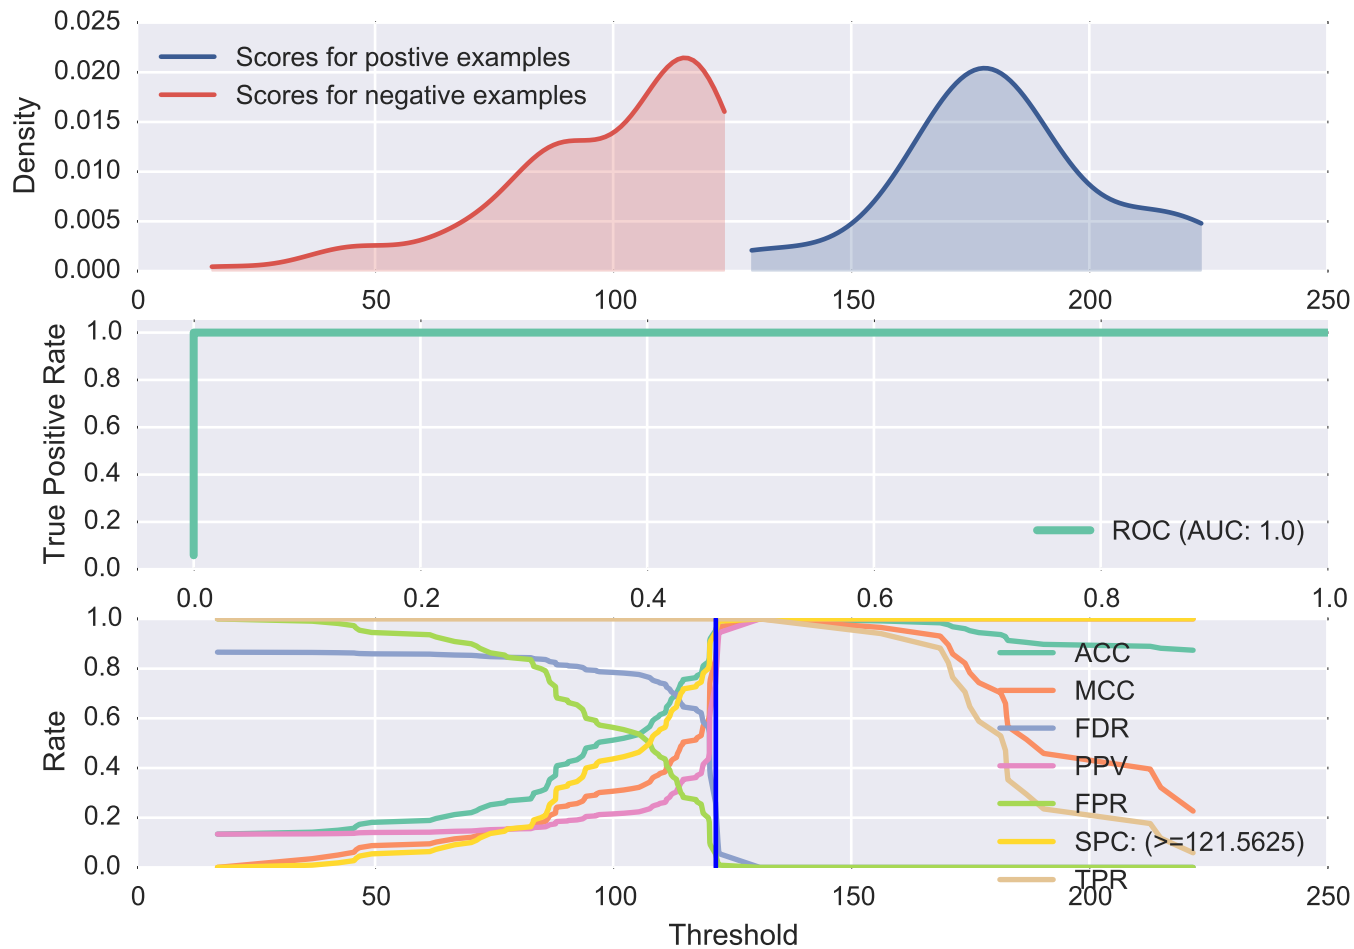 0.025
0.020
0.015
0.010
0.005
0.000
Density
Scores for postive examples
Scores for negative examples
0 50 100 150 200 250
1.0
0.8
0.6
0.4
0.2
0.0
True Positive Rate
ROC (AUC: 1.0)
0.0 0.2 0.4 0.6 0.8 1.0
1.0
0.8
0.6
0.4
0.2
0.0
Rate
ACC
MCC
FDR
PPV
FPR
SPC: (>=121.5625)
TPR
0 50 100 150 200 250
Threshold